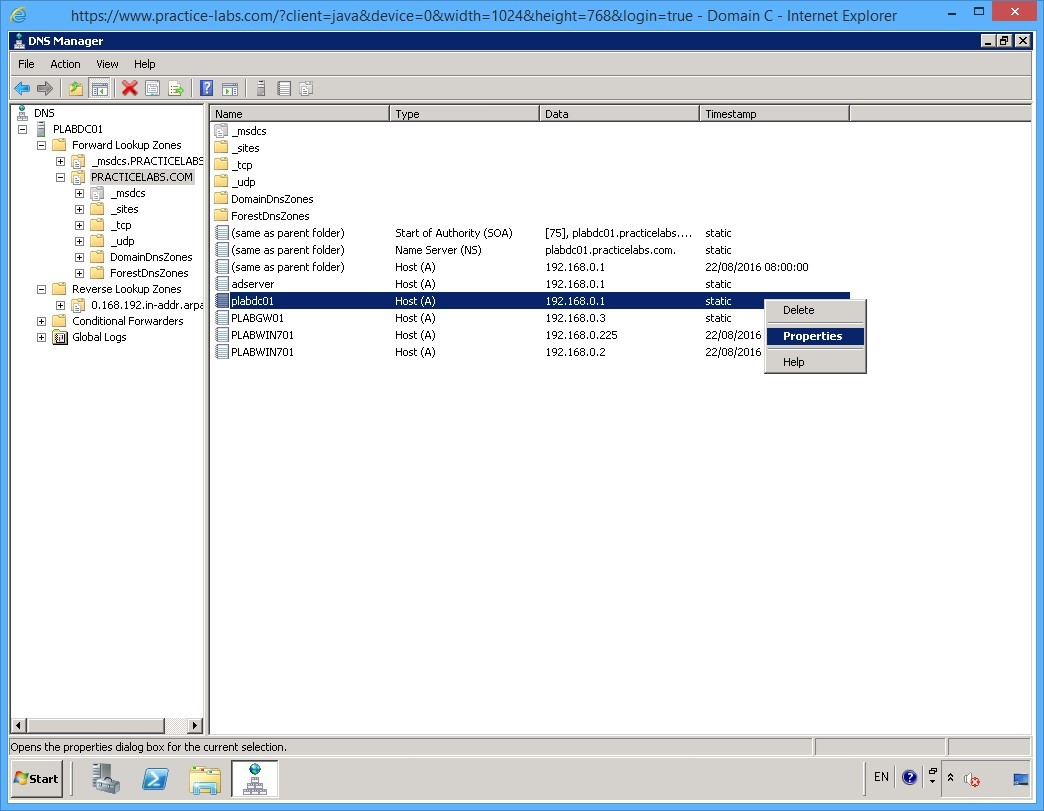 https://www.practice-labs.com/?client=java&device=0&width=1024&height=768&login=true - Domain C - Internet Explorer
DNS Manager
File Action View Help
DNS
PLABDC01
Forward Lookup Zones
_msdcs.PRACTICELABS
PRACTICELABS.COM
_msdcs
_sites
_tcp
_udp
DomainDnsZones
ForestDnsZones
Reverse Lookup Zones
0.168.192.in-addr.arpa
Conditional Forwarders
Global Logs
Name Type Data Timestamp
_msdcs
_sites
_tcp
_udp
DomainDnsZones
ForestDnsZones
(same as parent folder) Start of Authority (SOA) [75], plabdc01.practicelabs.... static
(same as parent folder) Name Server (NS) plabdc01.practicelabs.com. static
(same as parent folder) Host (A) 192.168.0.1 22/08/2016 08:00:00
adserver Host (A) 192.168.0.1 static
plabdc01 Host (A) 192.168.0.1 static
PLABGW01 Host (A) 192.168.0.3 static
PLABWIN701 Host (A) 192.168.0.225 22/08/2016
PLABWIN701 Host (A) 192.168.0.2 22/08/2016
Delete
Properties
Help
Opens the properties dialog box for the current selection.
Start
EN